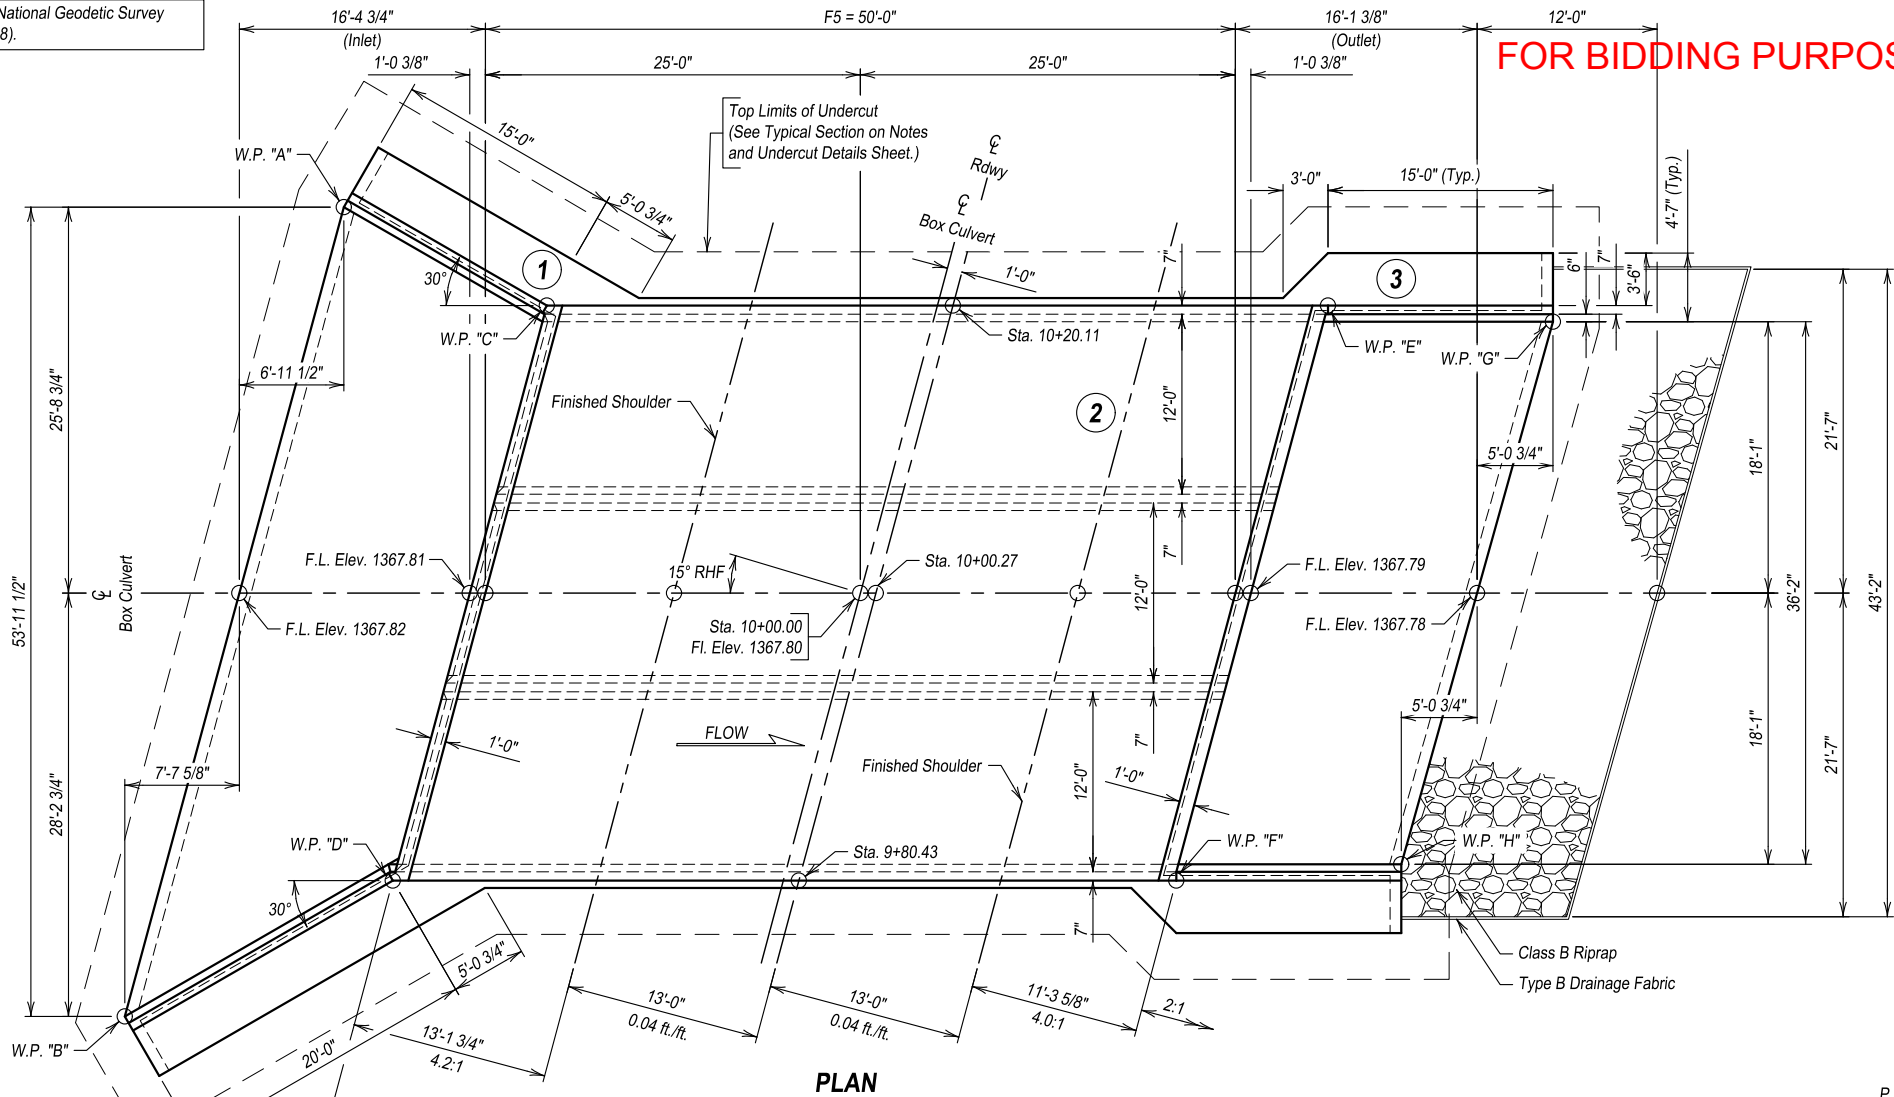 National Geodetic Survey
8).
FOR BIDDING PURPOS
16'-4 3/4"
(Inlet)
F5 = 50'-0"
16'-1 3/8"
(Outlet)
12'-0"
1'-0 3/8"
25'-0"
25'-0"
1'-0 3/8"
15'-0"
5'-0 3/4"
Top Limits of Undercut
(See Typical Section on Notes
and Undercut Details Sheet.)
℄
Rdwy
℄
Box Culvert
1'-0"
7"
3'-0"
15'-0" (Typ.)
4'-7" (Typ.)
6"
7"
3'-6"
W.P. "A"
30°
1
W.P. "C"
Sta. 10+20.11
3
W.P. "E"
W.P. "G"
6'-11 1/2"
25'-8 3/4"
53'-11 1/2"
28'-2 3/4"
Finished Shoulder
2
12'-0"
5'-0 3/4"
18'-1"
36'-2"
21'-7"
43'-2"
℄
Box Culvert
F.L. Elev. 1367.81
F.L. Elev. 1367.82
15° RHF
Sta. 10+00.27
Sta. 10+00.00
Fl. Elev. 1367.80
7"
12'-0"
F.L. Elev. 1367.79
F.L. Elev. 1367.78
7'-7 5/8"
1'-0"
FLOW
Finished Shoulder
7"
12'-0"
1'-0"
5'-0 3/4"
18'-1"
21'-7"
W.P. "D"
Sta. 9+80.43
W.P. "F"
W.P. "H"
30°
7"
5'-0 3/4"
20'-0"
W.P. "B"
13'-1 3/4"
4.2:1
13'-0"
0.04 ft./ft.
13'-0"
0.04 ft./ft.
11'-3 5/8"
4.0:1
2:1
Class B Riprap
Type B Drainage Fabric
PLAN
P